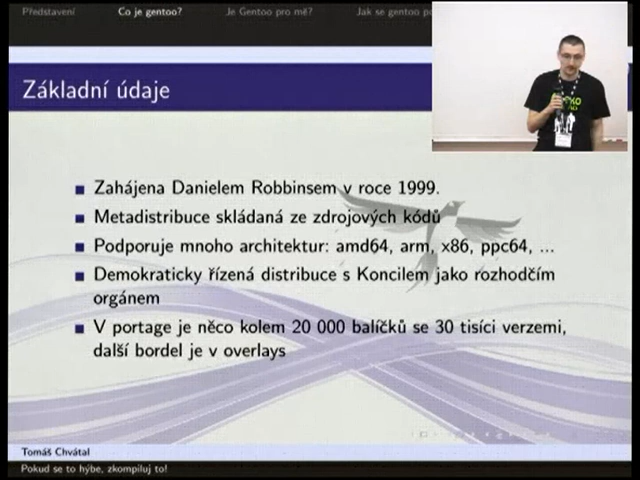 Představení Co je gentoo? Je Gentoo pro mě? Jak se gentoo
Základní údaje
Zahájena Danielem Robbinsem v roce 1999.
Metadistribuce skládaná ze zdrojových kódů
Podporuje mnoho architektur: amd64, arm, x86, ppc64, ...
Demokraticky řízená distribuce s Koncilem jako rozhodčím
orgánem
V portage je něco kolem 20 000 balíčků se 30 tisíci verzemi,
další bordel je v overlays
Tomáš Chvátal
Pokud se to hýbe, zkompiluj to!